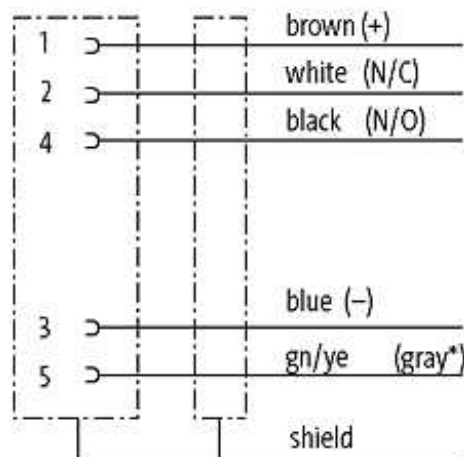 1 brown (+)
2 white (N/C)
4 black (N/O)
3 blue (–)
5 gn/ye (gray*)
shield